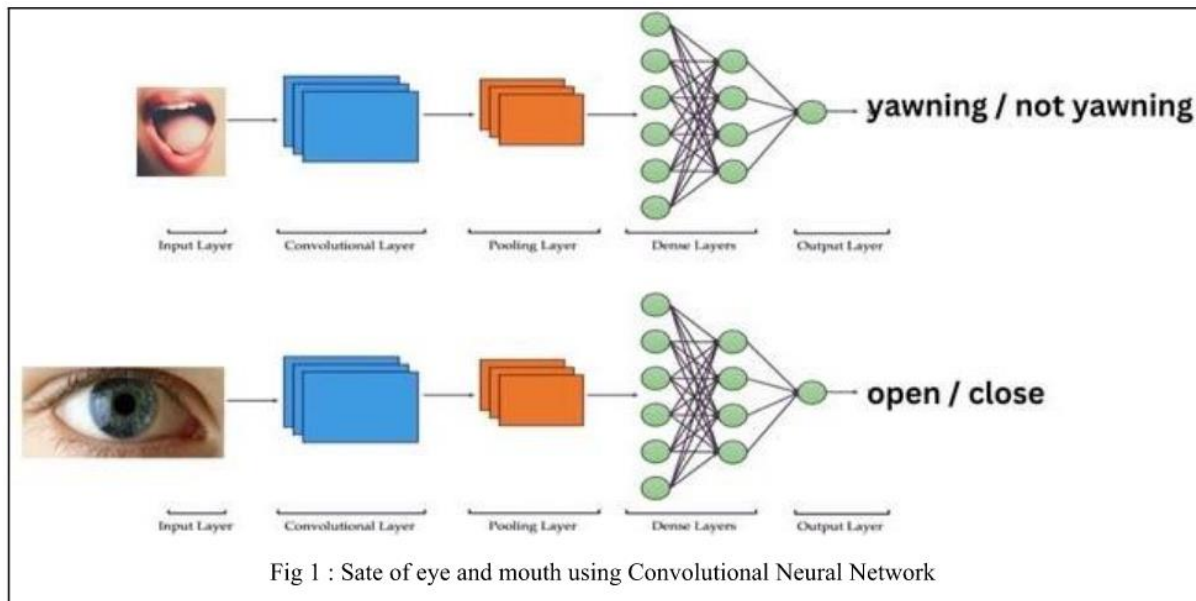 yawning / not yawning
Input Layer Convolutional Layer Pooling Layer Dense Layers Output Layer
open / close
Input Layer Convolutional Layer Pooling Layer Dense Layers Output Layer
Fig 1 : Sate of eye and mouth using Convolutional Neural Network